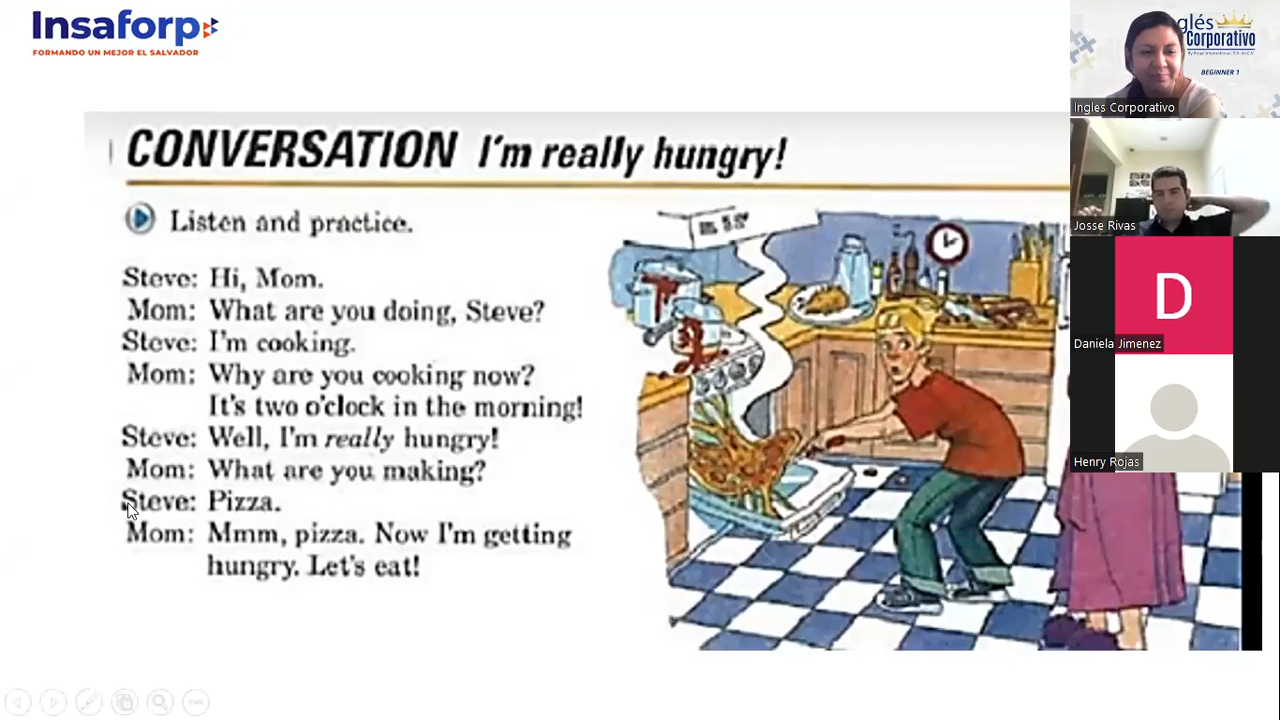 Insaforp
FORMANDO UN MEJOR EL SALVADOR
CONVERSATION I'm really hungry!
Listen and practice.
Steve: Hi, Mom.
Mom: What are you doing, Steve?
Steve: I'm cooking.
Mom: Why are you cooking now?
It's two o'clock in the morning!
Steve: Well, I'm really hungry!
Mom: What are you making?
Steve: Pizza.
Mom: Mmm, pizza. Now I'm getting
hungry. Let's eat!
glés
Corporativo
BEGINNER 1
Ingles Corporativo
Josse Rivas
D
Daniela Jimenez
Henry Rojas